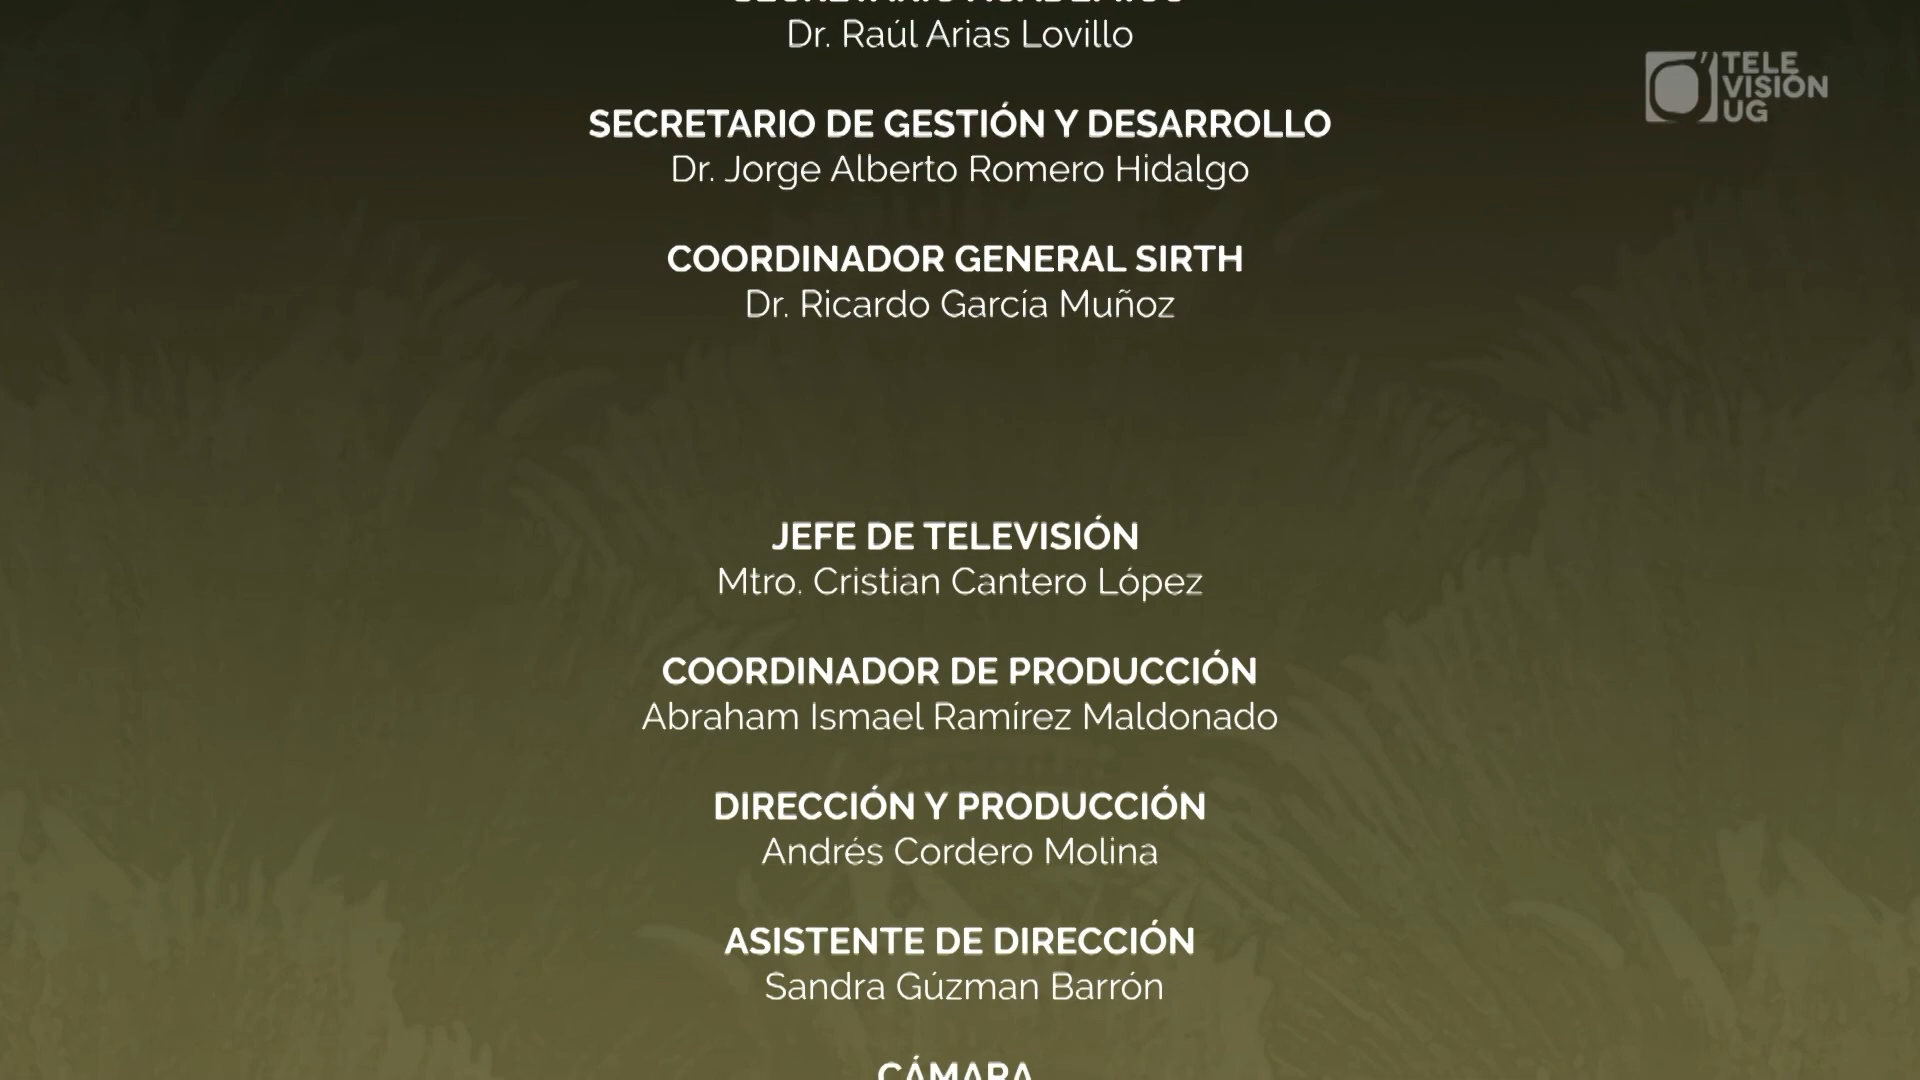 Dr. Raúl Arias Lovillo
TELE
VISIÓN
UG
SECRETARIO DE GESTIÓN Y DESARROLLO
Dr. Jorge Alberto Romero Hidalgo
COORDINADOR GENERAL SIRTH
Dr. Ricardo García Muñoz
JEFE DE TELEVISIÓN
Mtro. Cristian Cantero López
COORDINADOR DE PRODUCCIÓN
Abraham Ismael Ramírez Maldonado
DIRECCIÓN Y PRODUCCIÓN
Andrés Cordero Molina
ASISTENTE DE DIRECCIÓN
Sandra Gúzman Barrón
CÁMARA